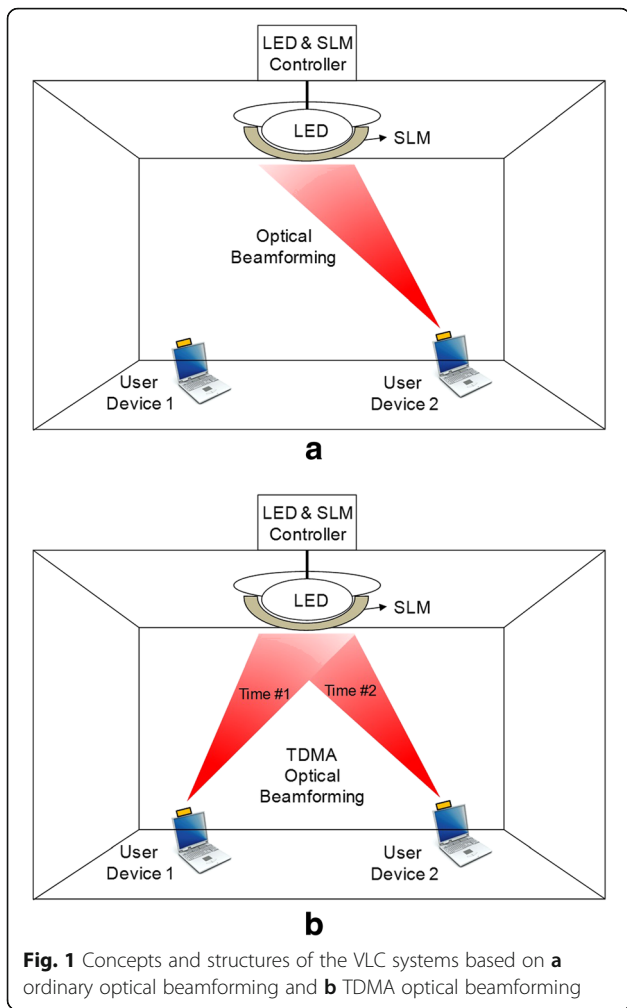 LED & SLM
Controller
LED
SLM
Optical
Beamforming
User
Device 1
User
Device 2
a
LED & SLM
Controller
LED
SLM
Time #1
Time #2
TDMA
Optical
Beamforming
User
Device 1
User
Device 2
b
Fig. 1 Concepts and structures of the VLC systems based on a
ordinary optical beamforming and b TDMA optical beamforming